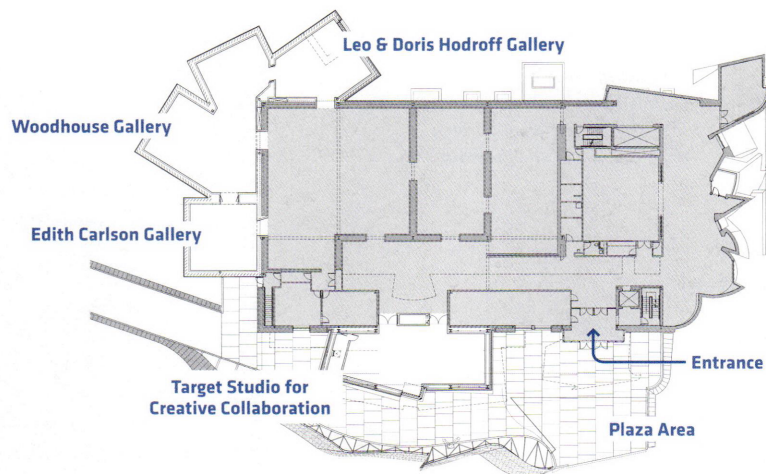 Leo & Doris Hodroff Gallery
Woodhouse Gallery
Edith Carlson Gallery
Entrance
Target Studio for
Creative Collaboration
Plaza Area